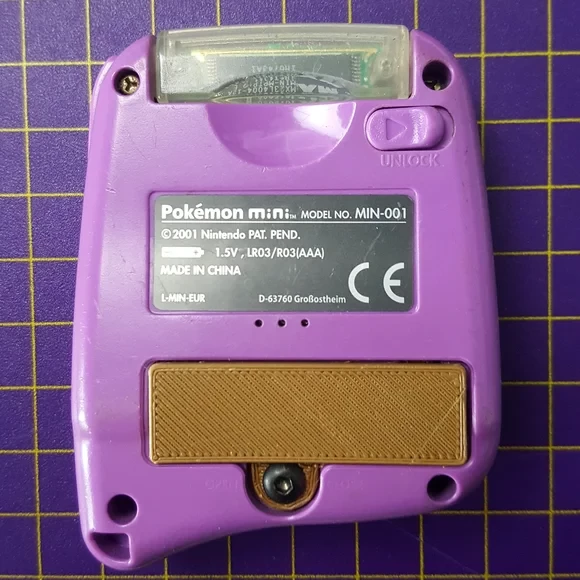 UNLOCK
Pokémon mini™ MODEL NO. MIN-001
© 2001 Nintendo PAT. PEND.
1.5V⎓, LR03/R03(AAA)
MADE IN CHINA
L-MIN-EUR D-63760 Großostheim CE